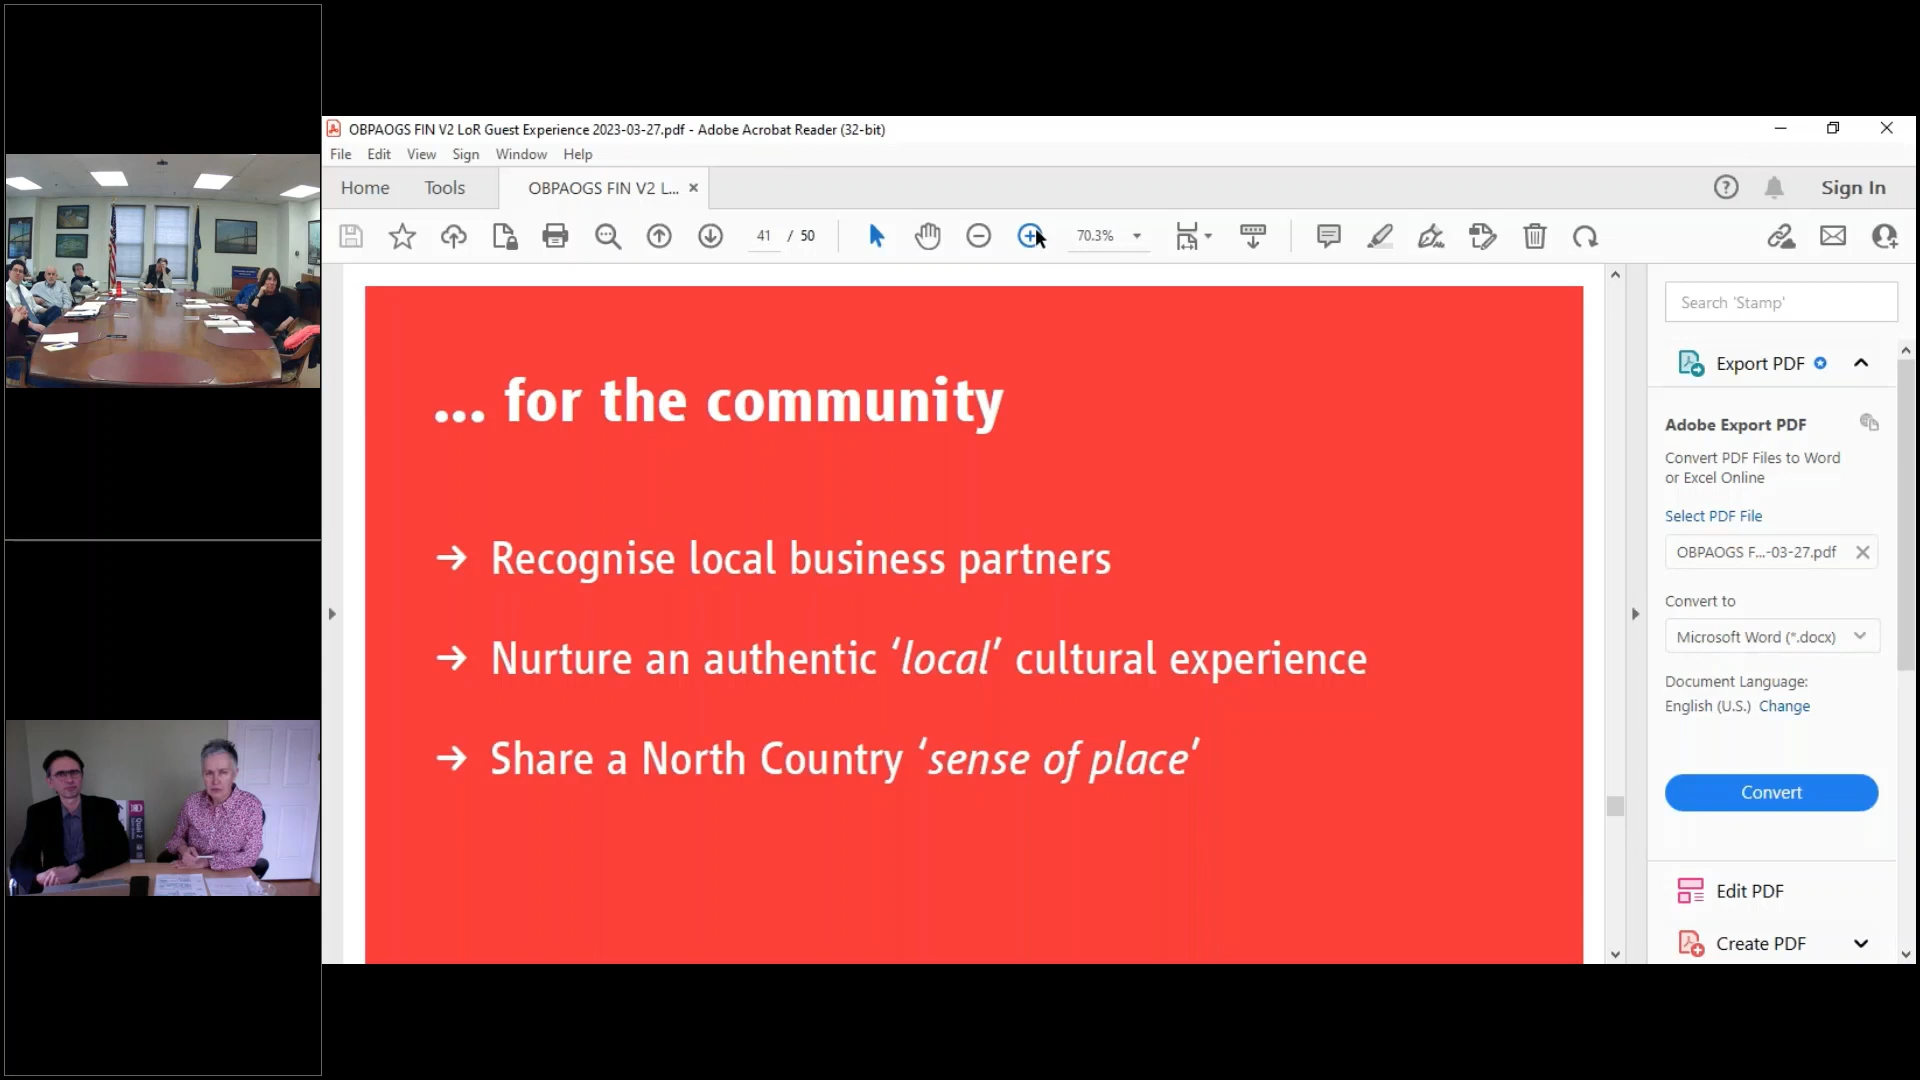 OBPAOGS FIN V2 LoR Guest Experience 2023-03-27.pdf - Adobe Acrobat Reader (32-bit)
File Edit View Sign Window Help
Home Tools OBPAOGS FIN V2 L... Sign In
41 / 50 70.3%
... for the community
→ Recognise local business partners
→ Nurture an authentic ‘local’ cultural experience
→ Share a North Country ‘sense of place’
Search 'Stamp'
Export PDF
Adobe Export PDF
Convert PDF Files to Word
or Excel Online
Select PDF File
OBPAOGS F...-03-27.pdf
Convert to
Microsoft Word (*.docx)
Document Language:
English (U.S.) Change
Convert
Edit PDF
Create PDF